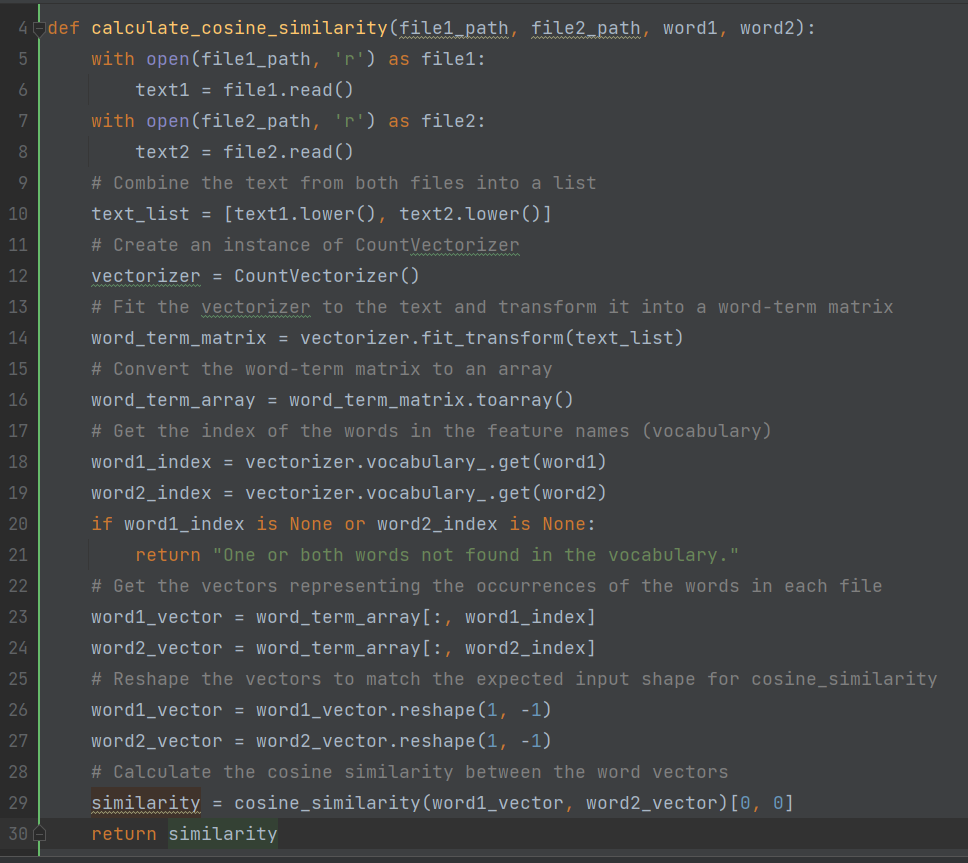 4 def calculate_cosine_similarity(file1_path, file2_path, word1, word2):
5     with open(file1_path, 'r') as file1:
6         text1 = file1.read()
7     with open(file2_path, 'r') as file2:
8         text2 = file2.read()
9     # Combine the text from both files into a list
10     text_list = [text1.lower(), text2.lower()]
11     # Create an instance of CountVectorizer
12     vectorizer = CountVectorizer()
13     # Fit the vectorizer to the text and transform it into a word-term matrix
14     word_term_matrix = vectorizer.fit_transform(text_list)
15     # Convert the word-term matrix to an array
16     word_term_array = word_term_matrix.toarray()
17     # Get the index of the words in the feature names (vocabulary)
18     word1_index = vectorizer.vocabulary_.get(word1)
19     word2_index = vectorizer.vocabulary_.get(word2)
20     if word1_index is None or word2_index is None:
21         return "One or both words not found in the vocabulary."
22     # Get the vectors representing the occurrences of the words in each file
23     word1_vector = word_term_array[:, word1_index]
24     word2_vector = word_term_array[:, word2_index]
25     # Reshape the vectors to match the expected input shape for cosine_similarity
26     word1_vector = word1_vector.reshape(1, -1)
27     word2_vector = word2_vector.reshape(1, -1)
28     # Calculate the cosine similarity between the word vectors
29     similarity = cosine_similarity(word1_vector, word2_vector)[0, 0]
30     return similarity